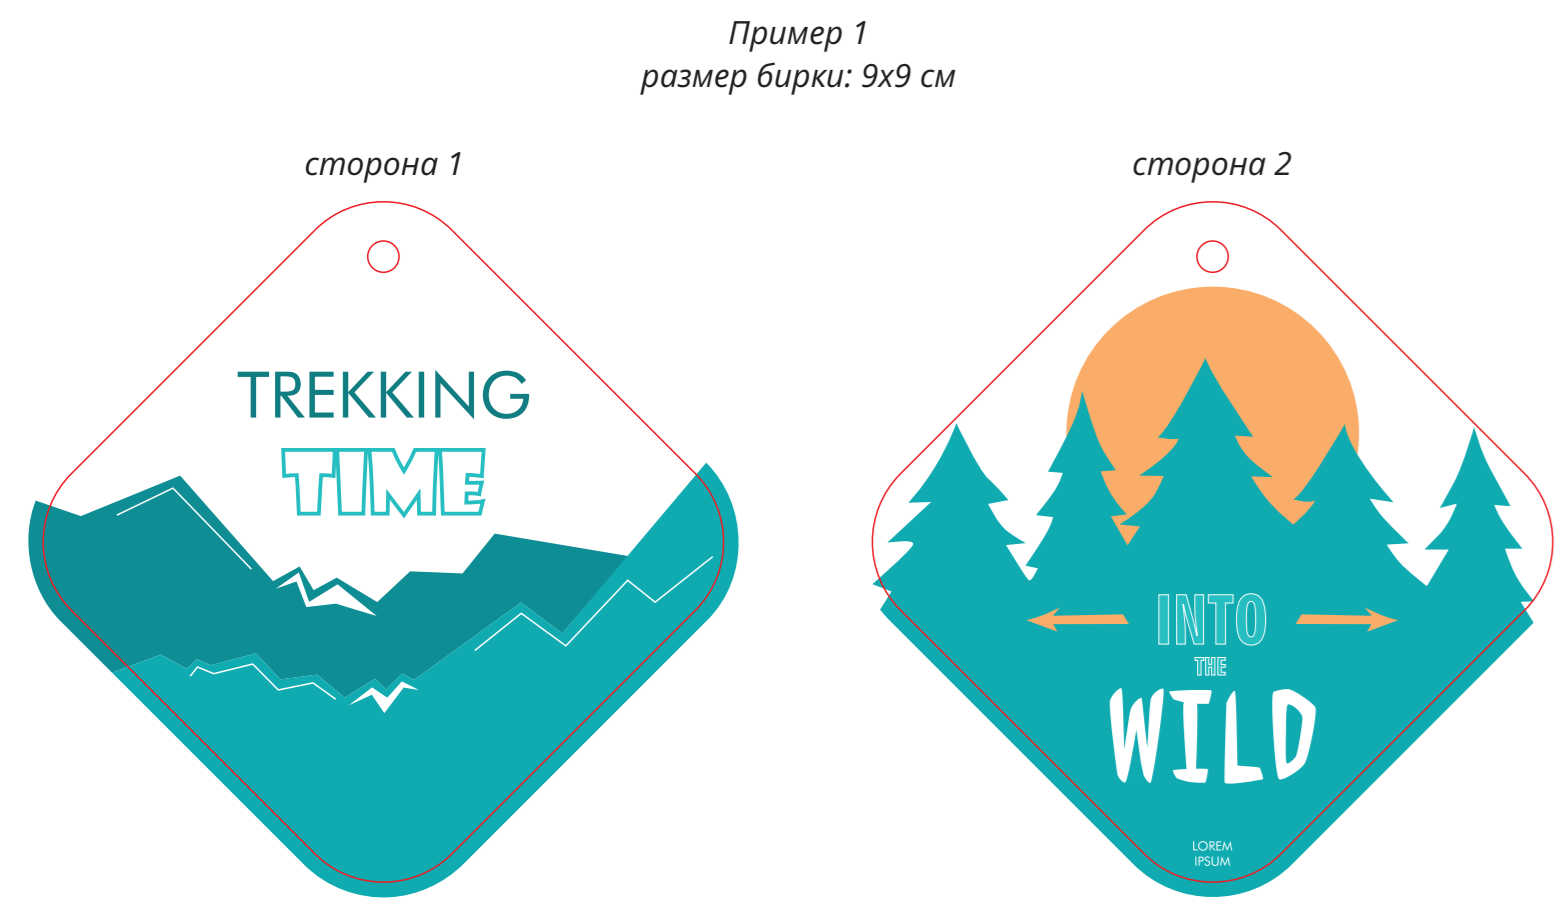 Пример 1
размер бирки: 9x9 см
сторона 1
сторона 2
TREKKING
TIME
INTO
THE
WILD
LOREM
IPSUM